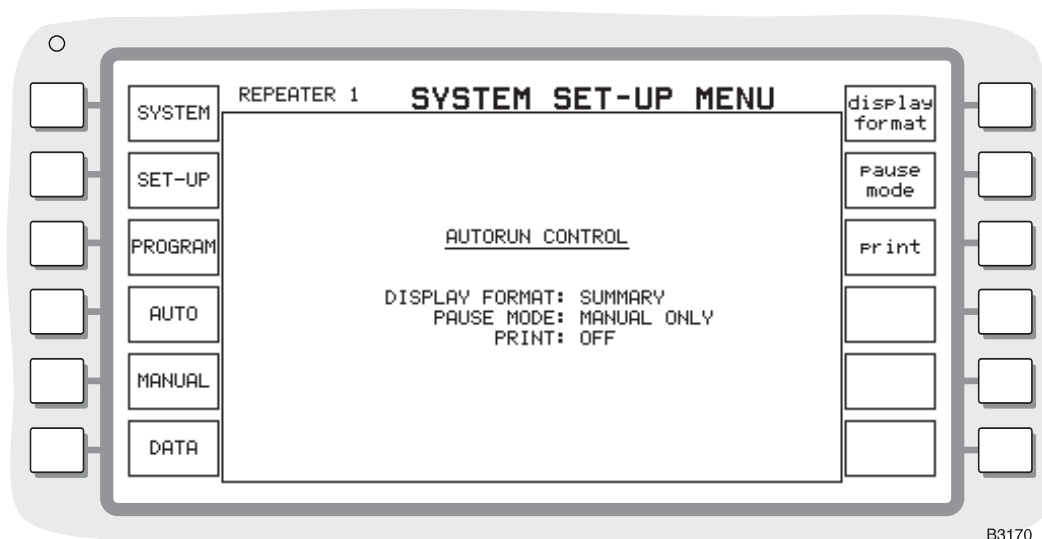 REPEATER 1
SYSTEM SET-UP MENU
SYSTEM
SET-UP
PROGRAM
AUTO
MANUAL
DATA
AUTORUN CONTROL
DISPLAY FORMAT: SUMMARY
PAUSE MODE: MANUAL ONLY
PRINT: OFF
display
format
pause
mode
print
B3170